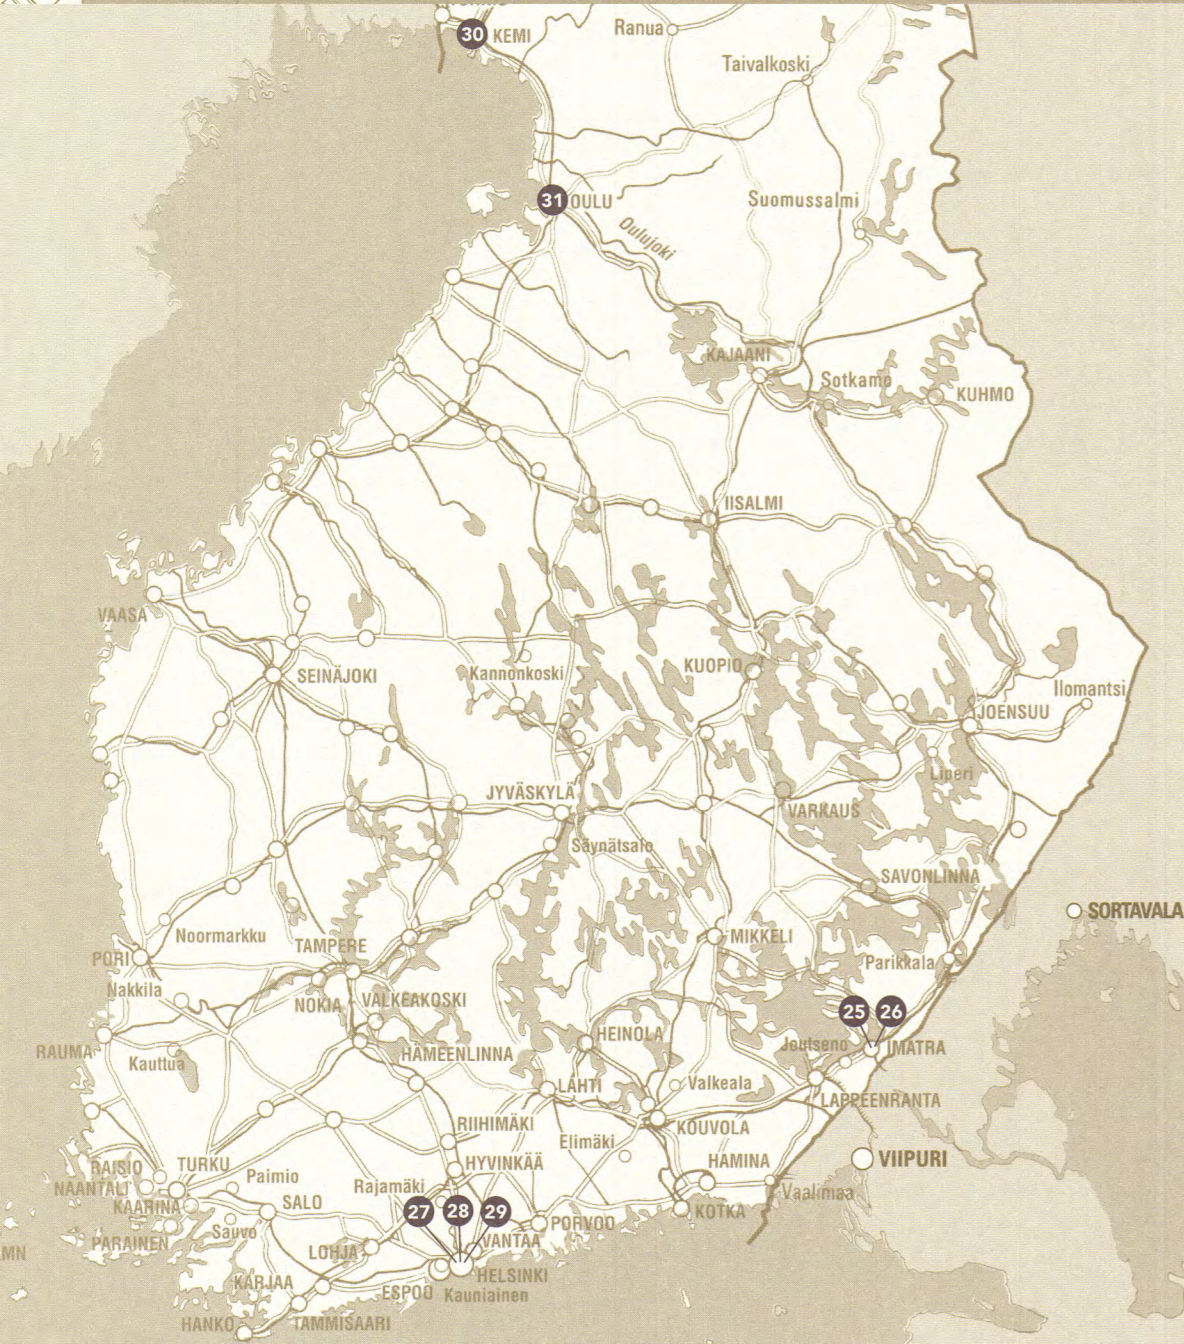 30 KEMI
Ranua
Taivalkoski
31 OULU
Suomussalmi
Oulujoki
KAJAANI
Sotkamo
KUHMO
IISALMI
VAASA
SEINÄJOKI
Kannonkoski
KUOPIO
Ilomantsi
JOENSUU
Liperi
JYVÄSKYLÄ
VARKAUS
Säynätsalo
SAVONLINNA
SORTAVALA
Noormarkku
TAMPERE
MIKKELI
PORI
Parikkala
Nakkila
NOKIA
VALKEAKOSKI
25 26
RAUMA
HEINOLA
Kauttua
HÄMEENLINNA
Joutseno
IMATRA
LAHTI
Valkeala
LAPPEENRANTA
RIIHIMÄKI
KOUVOLA
Elimäki
VIIPURI
RAISIO
TURKU
HYVINKÄÄ
HAMINA
NAANTALI
Paimio
Rajamäki
Vaalimaa
KAARINA
SALO
27 28 29
KOTKA
Sauvo
PORVOO
PARAINEN
LOHJA
VANTAA
MN
KARJAA
ESPOO
HELSINKI
Kauniainen
HANKO
TAMMISAARI